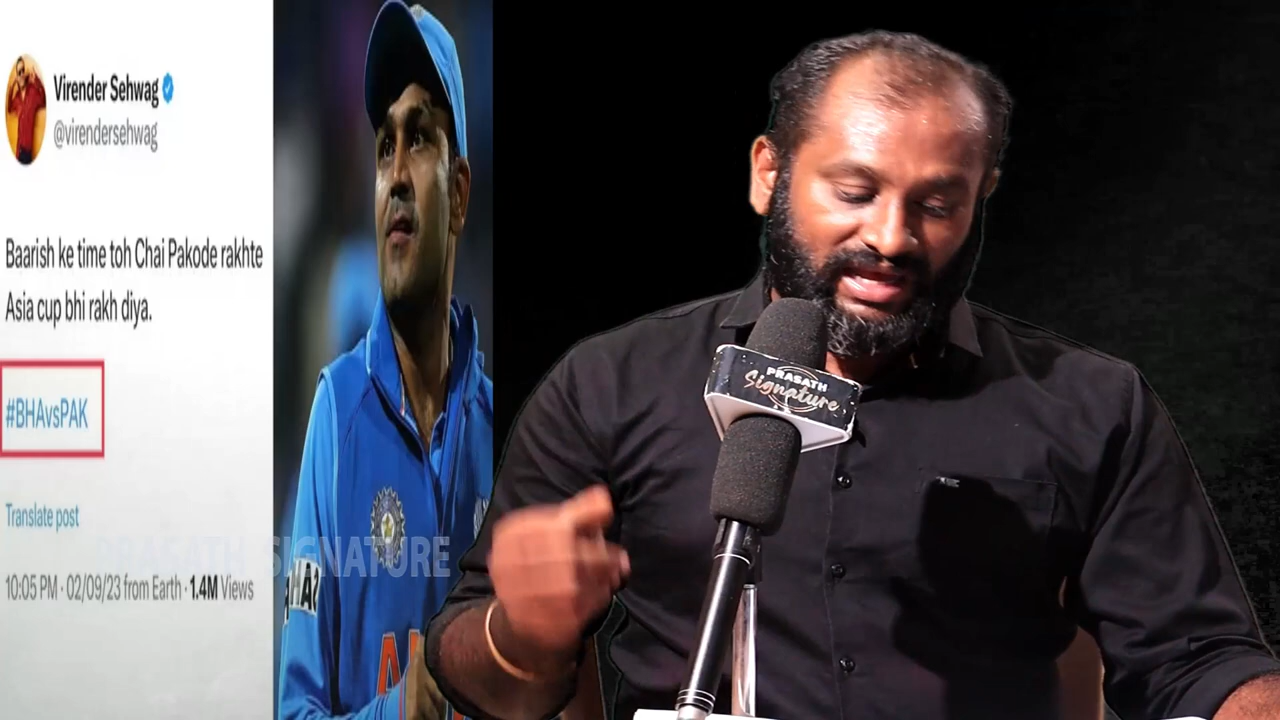 Virender Sehwag
@virendersehwag
Baarish ke time toh Chai Pakode rakhte
Asia cup bhi rakh diya.
#BHAvsPAK
Translate post
10:05 PM · 02/09/23 from Earth · 1.4M Views
PRASATH SIGNATURE
PRASATH
Signature